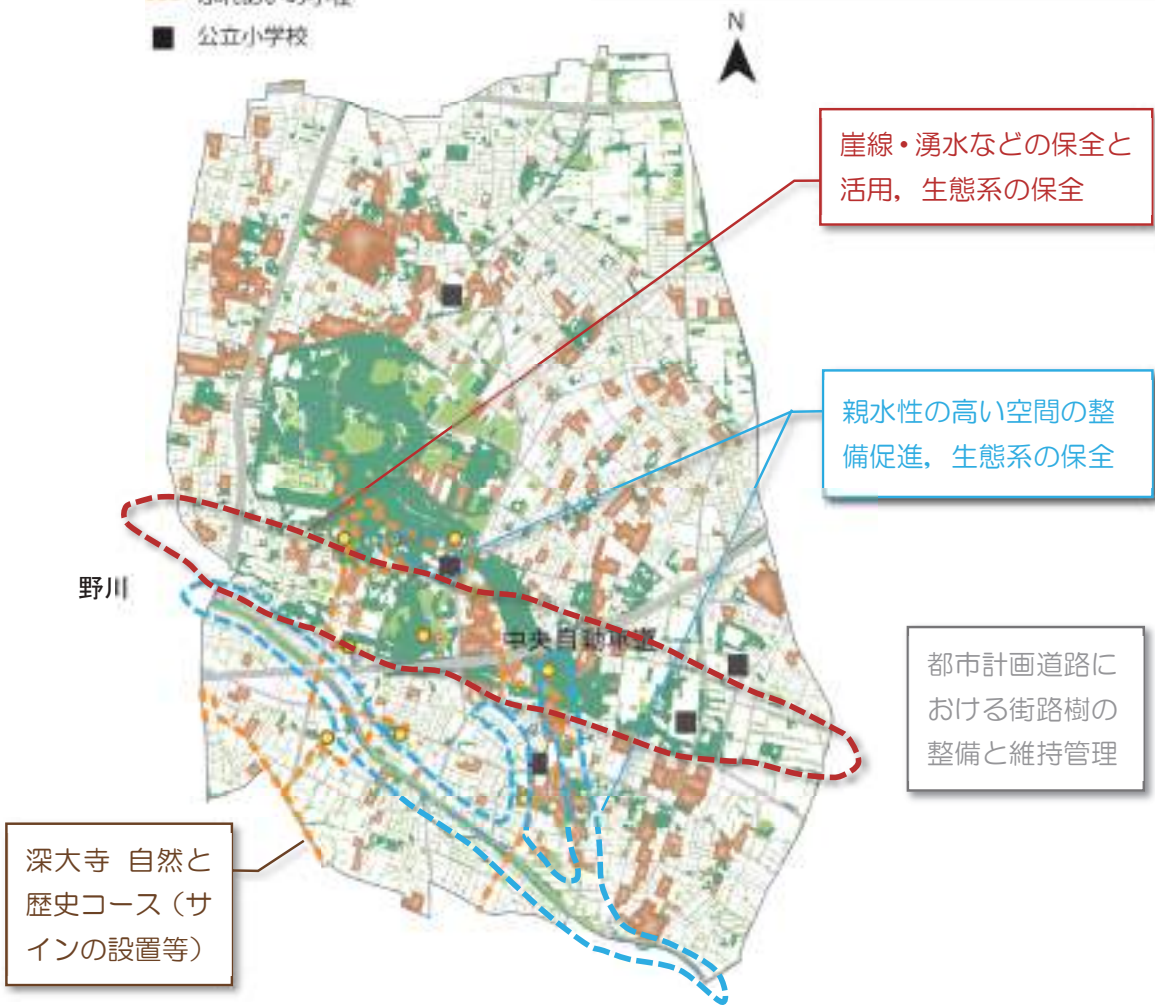 公立小学校
N
崖線・湧水などの保全と
活用，生態系の保全
親水性の高い空間の整
備促進，生態系の保全
野川
中央自動車道
都市計画道路に
おける街路樹の
整備と維持管理
深大寺 自然と
歴史コース（サ
インの設置等）